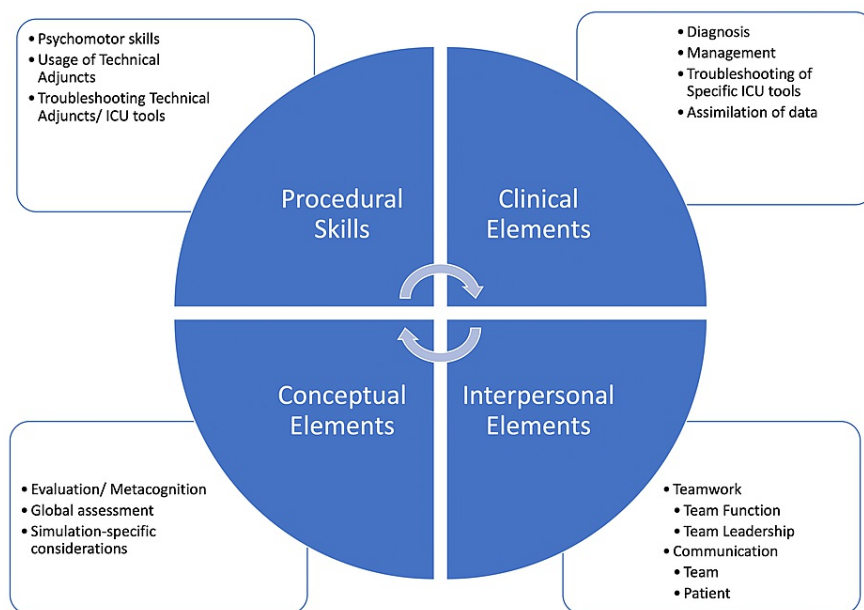 • Psychomotor skills
• Usage of Technical
Adjuncts
• Troubleshooting Technical
Adjuncts/ ICU tools
• Diagnosis
• Management
• Troubleshooting of
Specific ICU tools
• Assimilation of data
Procedural
Skills
Clinical
Elements
Conceptual
Elements
Interpersonal
Elements
• Evaluation/ Metacognition
• Global assessment
• Simulation-specific
considerations
• Teamwork
• Team Function
• Team Leadership
• Communication
• Team
• Patient